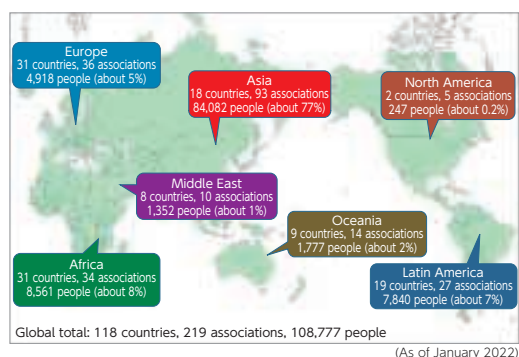 Europe
31 countries, 36 associations
4,918 people (about 5%)
Asia
18 countries, 93 associations
84,082 people (about 77%)
North America
2 countries, 5 associations
247 people (about 0.2%)
Middle East
8 countries, 10 associations
1,352 people (about 1%)
Oceania
9 countries, 14 associations
1,777 people (about 2%)
Africa
31 countries, 34 associations
8,561 people (about 8%)
Latin America
19 countries, 27 associations
7,840 people (about 7%)
Global total: 118 countries, 219 associations, 108,777 people
(As of January 2022)